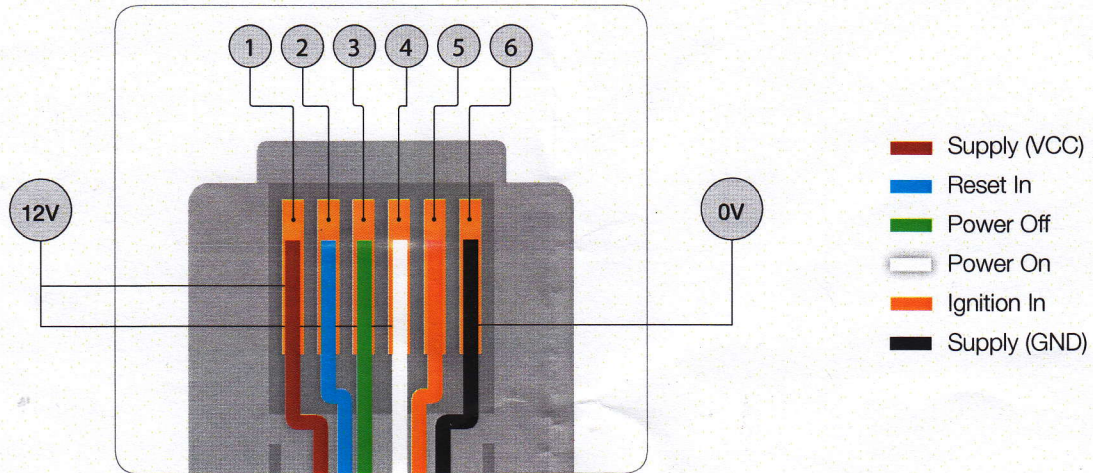 1 2 3 4 5 6
12V
0V
Supply (VCC)
Reset In
Power Off
Power On
Ignition In
Supply (GND)